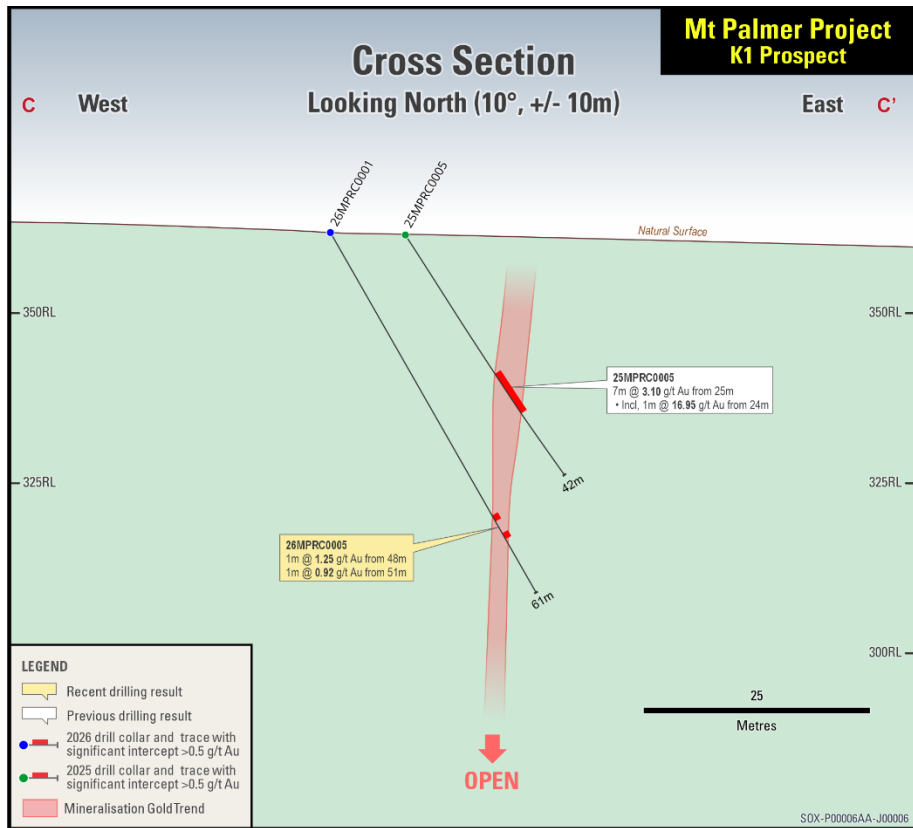 Mt Palmer Project
K1 Prospect
Cross Section
Looking North (10°, +/- 10m)
C
West
East
C'
26MPRC0001
25MPRC0005
Natural Surface
350RL
350RL
25MPRC0005
7m @ 3.10 g/t Au from 25m
• Incl, 1m @ 16.95 g/t Au from 24m
325RL
325RL
42m
26MPRC0005
1m @ 1.25 g/t Au from 48m
1m @ 0.92 g/t Au from 51m
61m
300RL
LEGEND
Recent drilling result
Previous drilling result
2026 drill collar and trace with
significant intercept >0.5 g/t Au
2025 drill collar and trace with
significant intercept >0.5 g/t Au
Mineralisation GoldTrend
25
Metres
OPEN
SOX-P00006AA-J00006